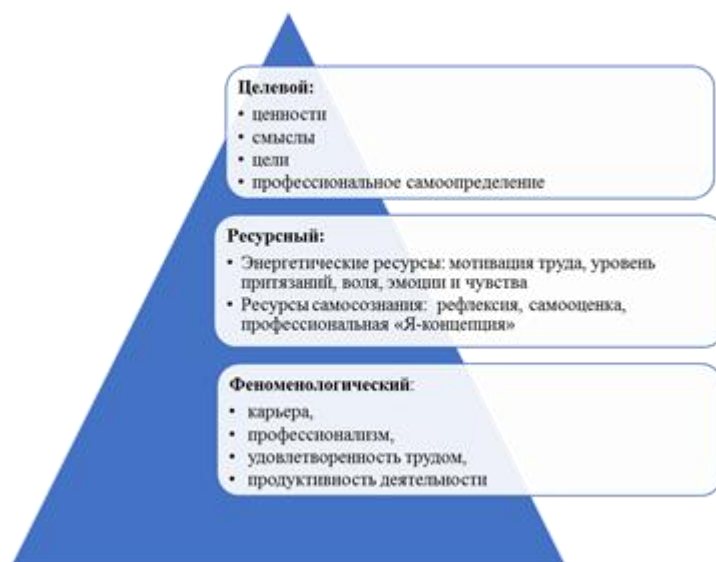 Целевой:
• ценности
• смыслы
• цели
• профессиональное самоопределение
Ресурсный:
• Энергетические ресурсы: мотивация труда, уровень
притязаний, воля, эмоции и чувства
• Ресурсы самосознания: рефлексия, самооценка,
профессиональная «Я-концепция»
Феноменологический:
• карьера,
• профессионализм,
• удовлетворенность трудом,
• продуктивность деятельности